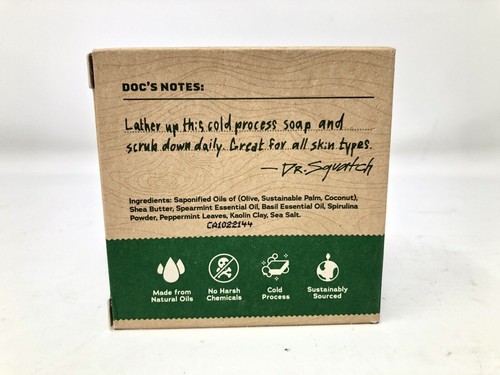 DOC'S NOTES:
Lather up this cold process soap and
scrub down daily. Great for all skin types.
— Dr. Squatch
Ingredients: Saponified Oils of (Olive, Sustainable Palm, Coconut),
Shea Butter, Spearmint Essential Oil, Basil Essential Oil, Spirulina
Powder, Peppermint Leaves, Kaolin Clay, Sea Salt.
CA1022144
Made from
Natural Oils
No Harsh
Chemicals
Cold
Process
Sustainably
Sourced